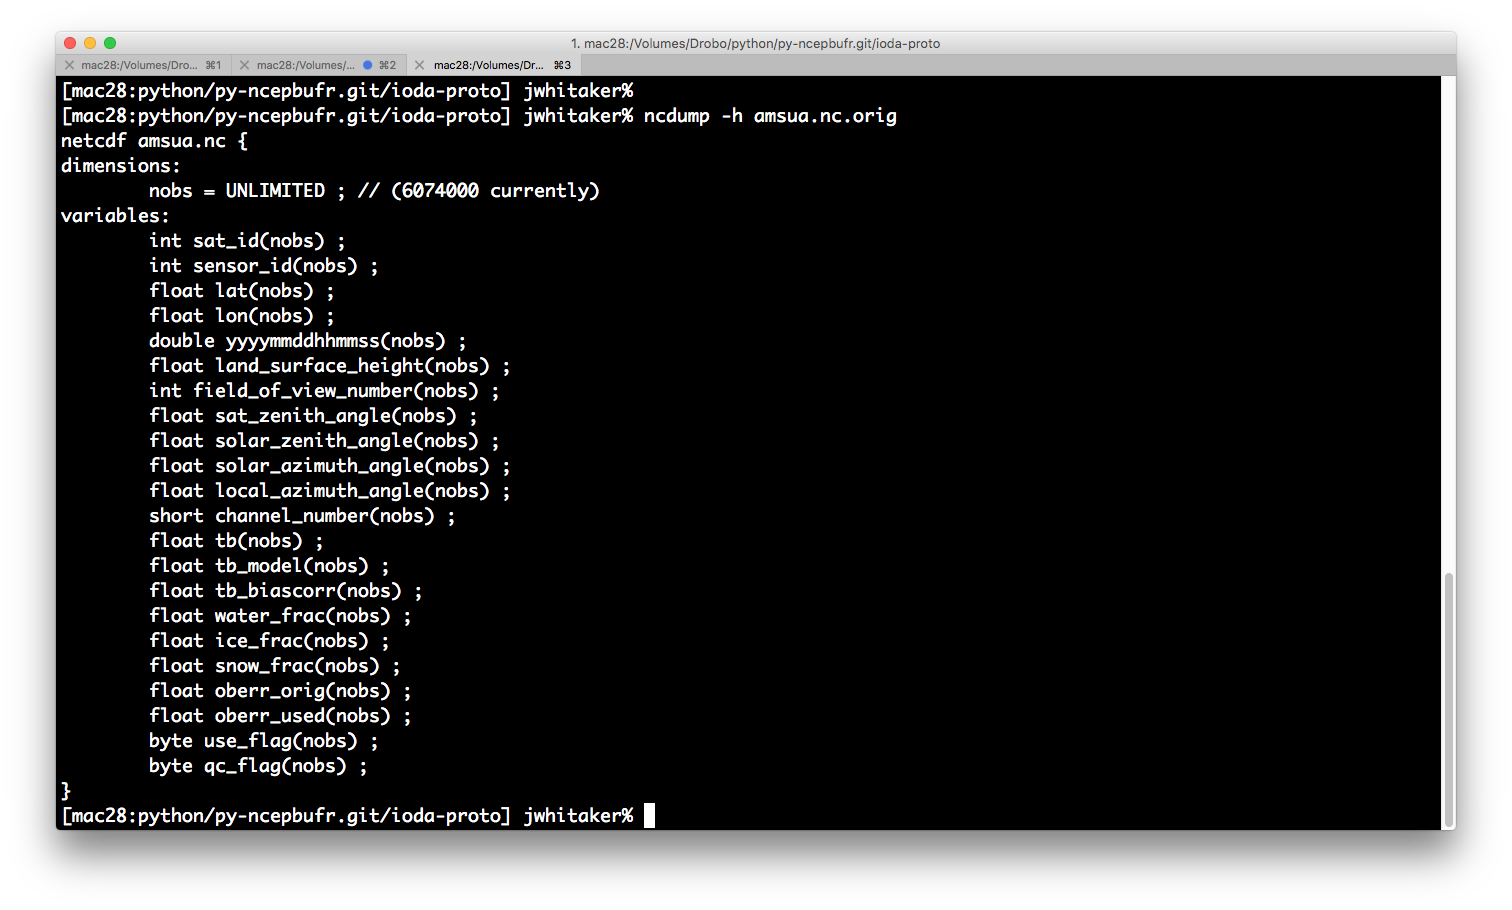 1. mac28:/Volumes/Drobo/python/py-ncepbufr.git/ioda-proto
mac28:/Volumes/Dro... ⌘1 mac28:/Volumes/... ⌘2 mac28:/Volumes/Dr... ⌘3
[mac28:python/py-ncepbufr.git/ioda-proto] jwhitaker%
[mac28:python/py-ncepbufr.git/ioda-proto] jwhitaker% ncdump -h amsua.nc.orig
netcdf amsua.nc {
dimensions:
        nobs = UNLIMITED ; // (6074000 currently)
variables:
        int sat_id(nobs) ;
        int sensor_id(nobs) ;
        float lat(nobs) ;
        float lon(nobs) ;
        double yyyymmddhhmmss(nobs) ;
        float land_surface_height(nobs) ;
        int field_of_view_number(nobs) ;
        float sat_zenith_angle(nobs) ;
        float solar_zenith_angle(nobs) ;
        float solar_azimuth_angle(nobs) ;
        float local_azimuth_angle(nobs) ;
        short channel_number(nobs) ;
        float tb(nobs) ;
        float tb_model(nobs) ;
        float tb_biascorr(nobs) ;
        float water_frac(nobs) ;
        float ice_frac(nobs) ;
        float snow_frac(nobs) ;
        float oberr_orig(nobs) ;
        float oberr_used(nobs) ;
        byte use_flag(nobs) ;
        byte qc_flag(nobs) ;
}
[mac28:python/py-ncepbufr.git/ioda-proto] jwhitaker%